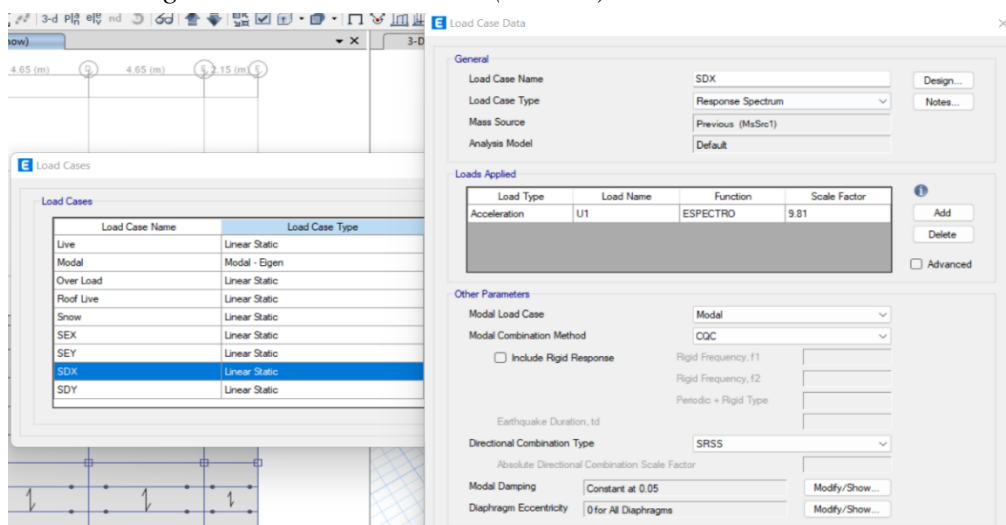 3-d
nd
now)
3-D
4.65 (m)
4.65 (m)
2.15 (m)
Load Cases
Load Cases
Load Case Name
Load Case Type
Live
Linear Static
Modal
Modal - Eigen
Over Load
Linear Static
Roof Live
Linear Static
Snow
Linear Static
SEX
Linear Static
SEY
Linear Static
SDX
Linear Static
SDY
Linear Static
E Load Case Data
General
Load Case Name
SDX
Design...
Load Case Type
Response Spectrum
Notes...
Mass Source
Previous (MsSrc1)
Analysis Model
Default
Loads Applied
Load Type
Load Name
Function
Scale Factor
Acceleration
U1
ESPECTRO
9.81
Add
Delete
Advanced
Other Parameters
Modal Load Case
Modal
Modal Combination Method
CQC
Include Rigid Response
Rigid Frequency, f1
Rigid Frequency, f2
Periodic + Rigid Type
Earthquake Duration, td
Directional Combination Type
SRSS
Absolute Directional Combination Scale Factor
Modal Damping
Constant at 0.05
Modify/Show...
Diaphragm Eccentricity
0 for All Diaphragms
Modify/Show...